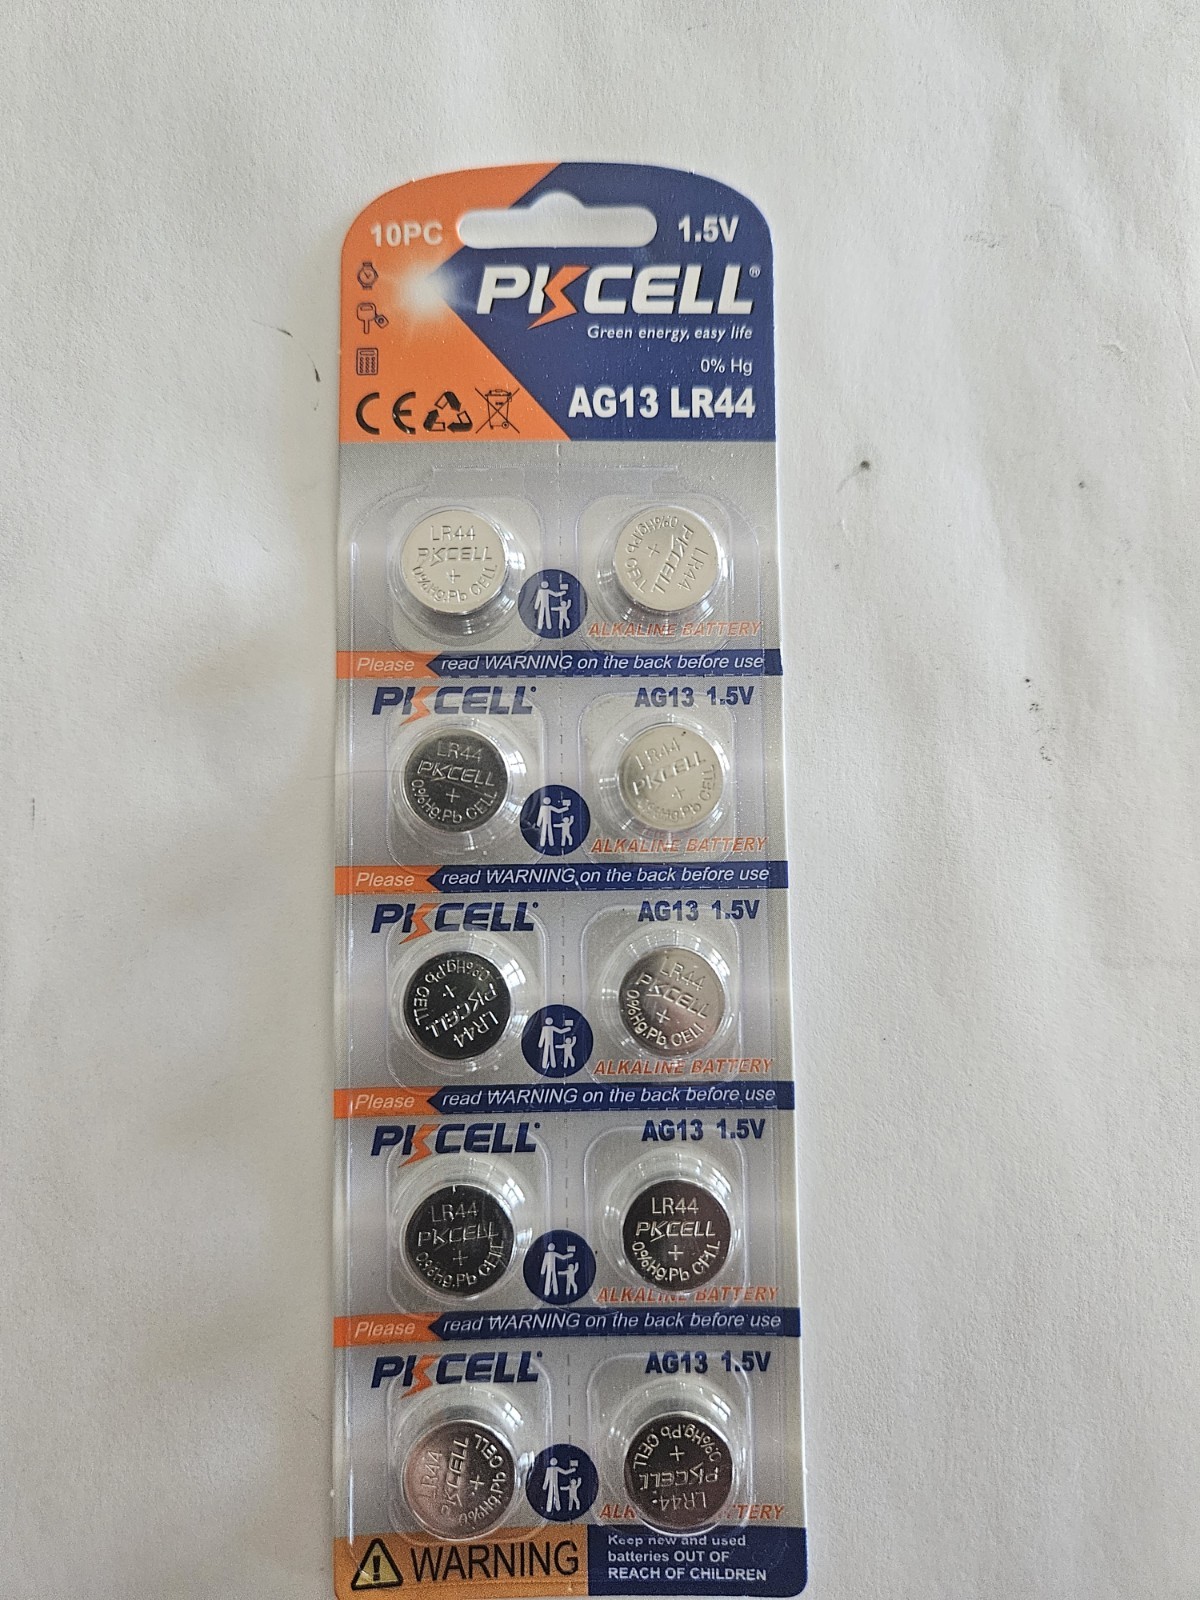 10PC 1.5V
PKCELL®
Green energy, easy life
0% Hg
CE AG13 LR44
LR44
PKCELL
+
0%Hg.Pb CELL
LR44
PKCELL
+
0%Hg.Pb CELL
ALKALINE BATTERY
Please read WARNING on the back before use
PKCELL AG13 1.5V
LR44
PKCELL
+
0%Hg.Pb CELL
LR44
PKCELL
+
0%Hg.Pb CELL
ALKALINE BATTERY
Please read WARNING on the back before use
PKCELL AG13 1.5V
LR44
PKCELL
+
0%Hg.Pb CELL
LR44
PKCELL
+
0%Hg.Pb CELL
ALKALINE BATTERY
Please read WARNING on the back before use
PKCELL AG13 1.5V
LR44
PKCELL
+
0%Hg.Pb CELL
LR44
PKCELL
+
0%Hg.Pb CELL
ALKALINE BATTERY
Please read WARNING on the back before use
PKCELL AG13 1.5V
LR44
PKCELL
+
0%Hg.Pb CELL
LR44
PKCELL
+
0%Hg.Pb CELL
ALKALINE BATTERY
WARNING
Keep new and used
batteries OUT OF
REACH OF CHILDREN